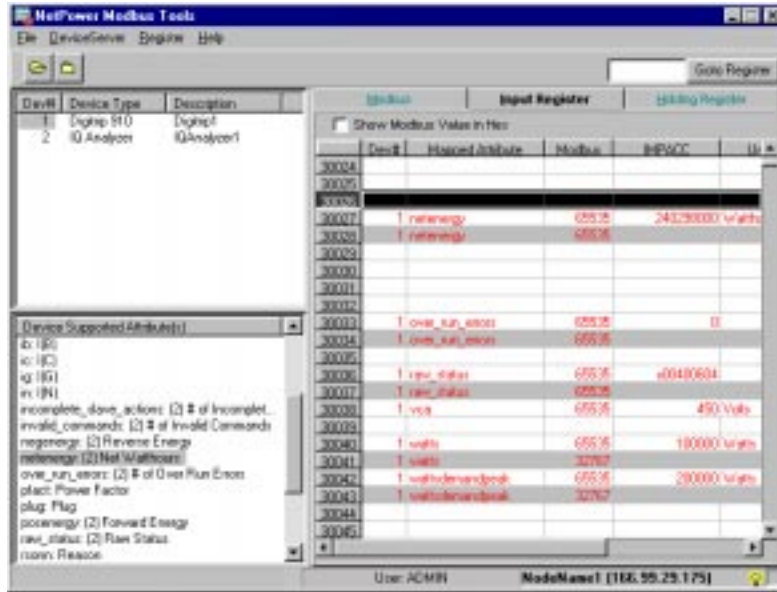 NetPower Modbus Tools
File DeviceServer Register Help
Goto Register
Dev# Device Type Description
1 Digitrip 910 Digitrip1
2 IQ Analyzer IQAnalyzer1
Modbus Input Register Holding Register
Show Modbus Value in Hex
Dev# Mapped Attribute Modbus IMPACC
30024
30025
30026
30027 1 netenergy 65535 240290000 Watth
30028 1 netenergy 65535
30029
30030
30031
30032
30033 1 over_run_errors 65535 0
30034 1 over_run_errors 65535
30035
30036 1 raw_status 65535 x00400604
30037 1 raw_status 65535
30038 1 vca 65535 450 Volts
30039
30040 1 watts 65535 100000 Watts
30041 1 watts 32767
30042 1 wattsdemandpeak 65535 200000 Watts
30043 1 wattsdemandpeak 32767
30044
30045
Device Supported Attribute(s)
ib: I(B)
ic: I(C)
ig: I(G)
in: I(N)
incomplete_slave_actions: (2) # of Incomplet..
invalid_commands: (2) # of Invalid Commands
negenergy: (2) Reverse Energy
netenergy: (2) Net Watthours
over_run_errors: (2) # of Over Run Errors
pfact: Power Factor
plug: Plug
posenergy: (2) Forward Energy
raw_status: (2) Raw Status
rsonn: Reason
User: ADMIN NodeName1 (166.99.29.175)